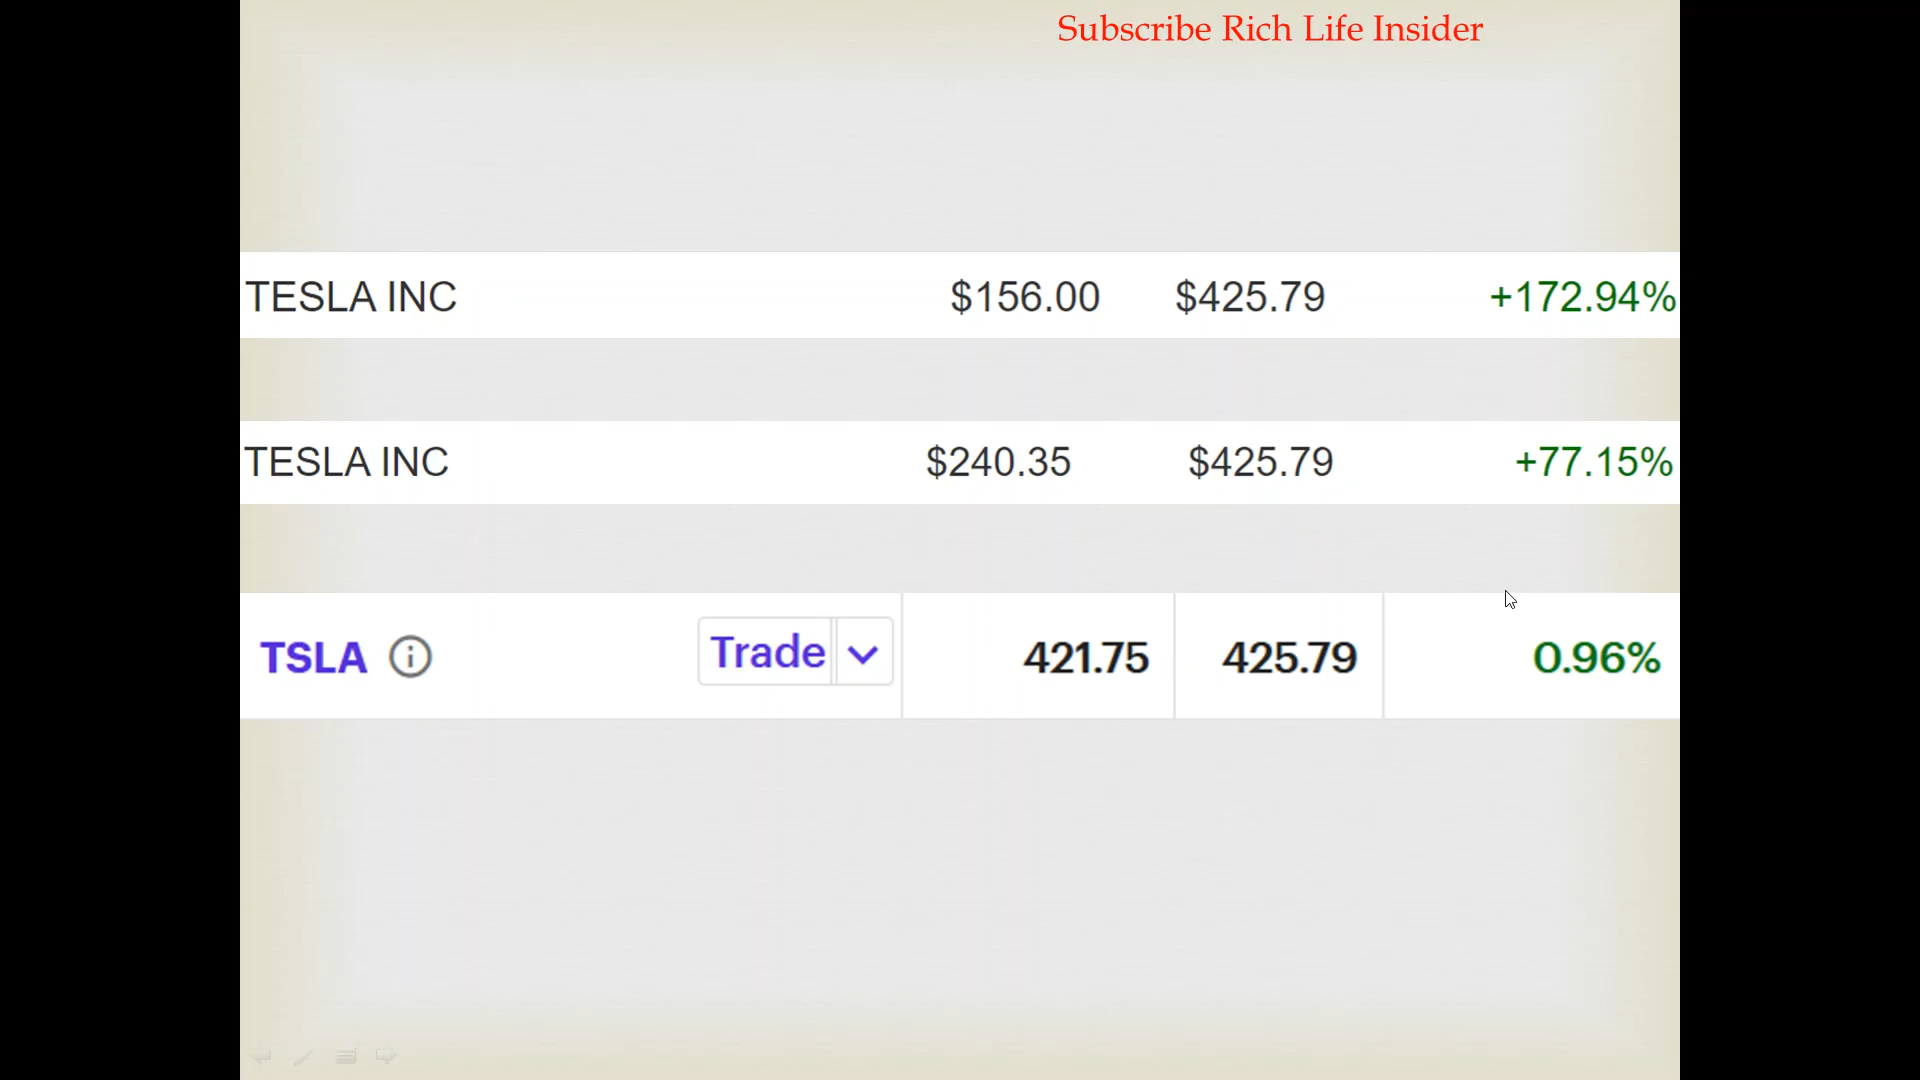 Subscribe Rich Life Insider
TESLA INC $156.00 $425.79 +172.94%
TESLA INC $240.35 $425.79 +77.15%
TSLA Trade 421.75 425.79 0.96%